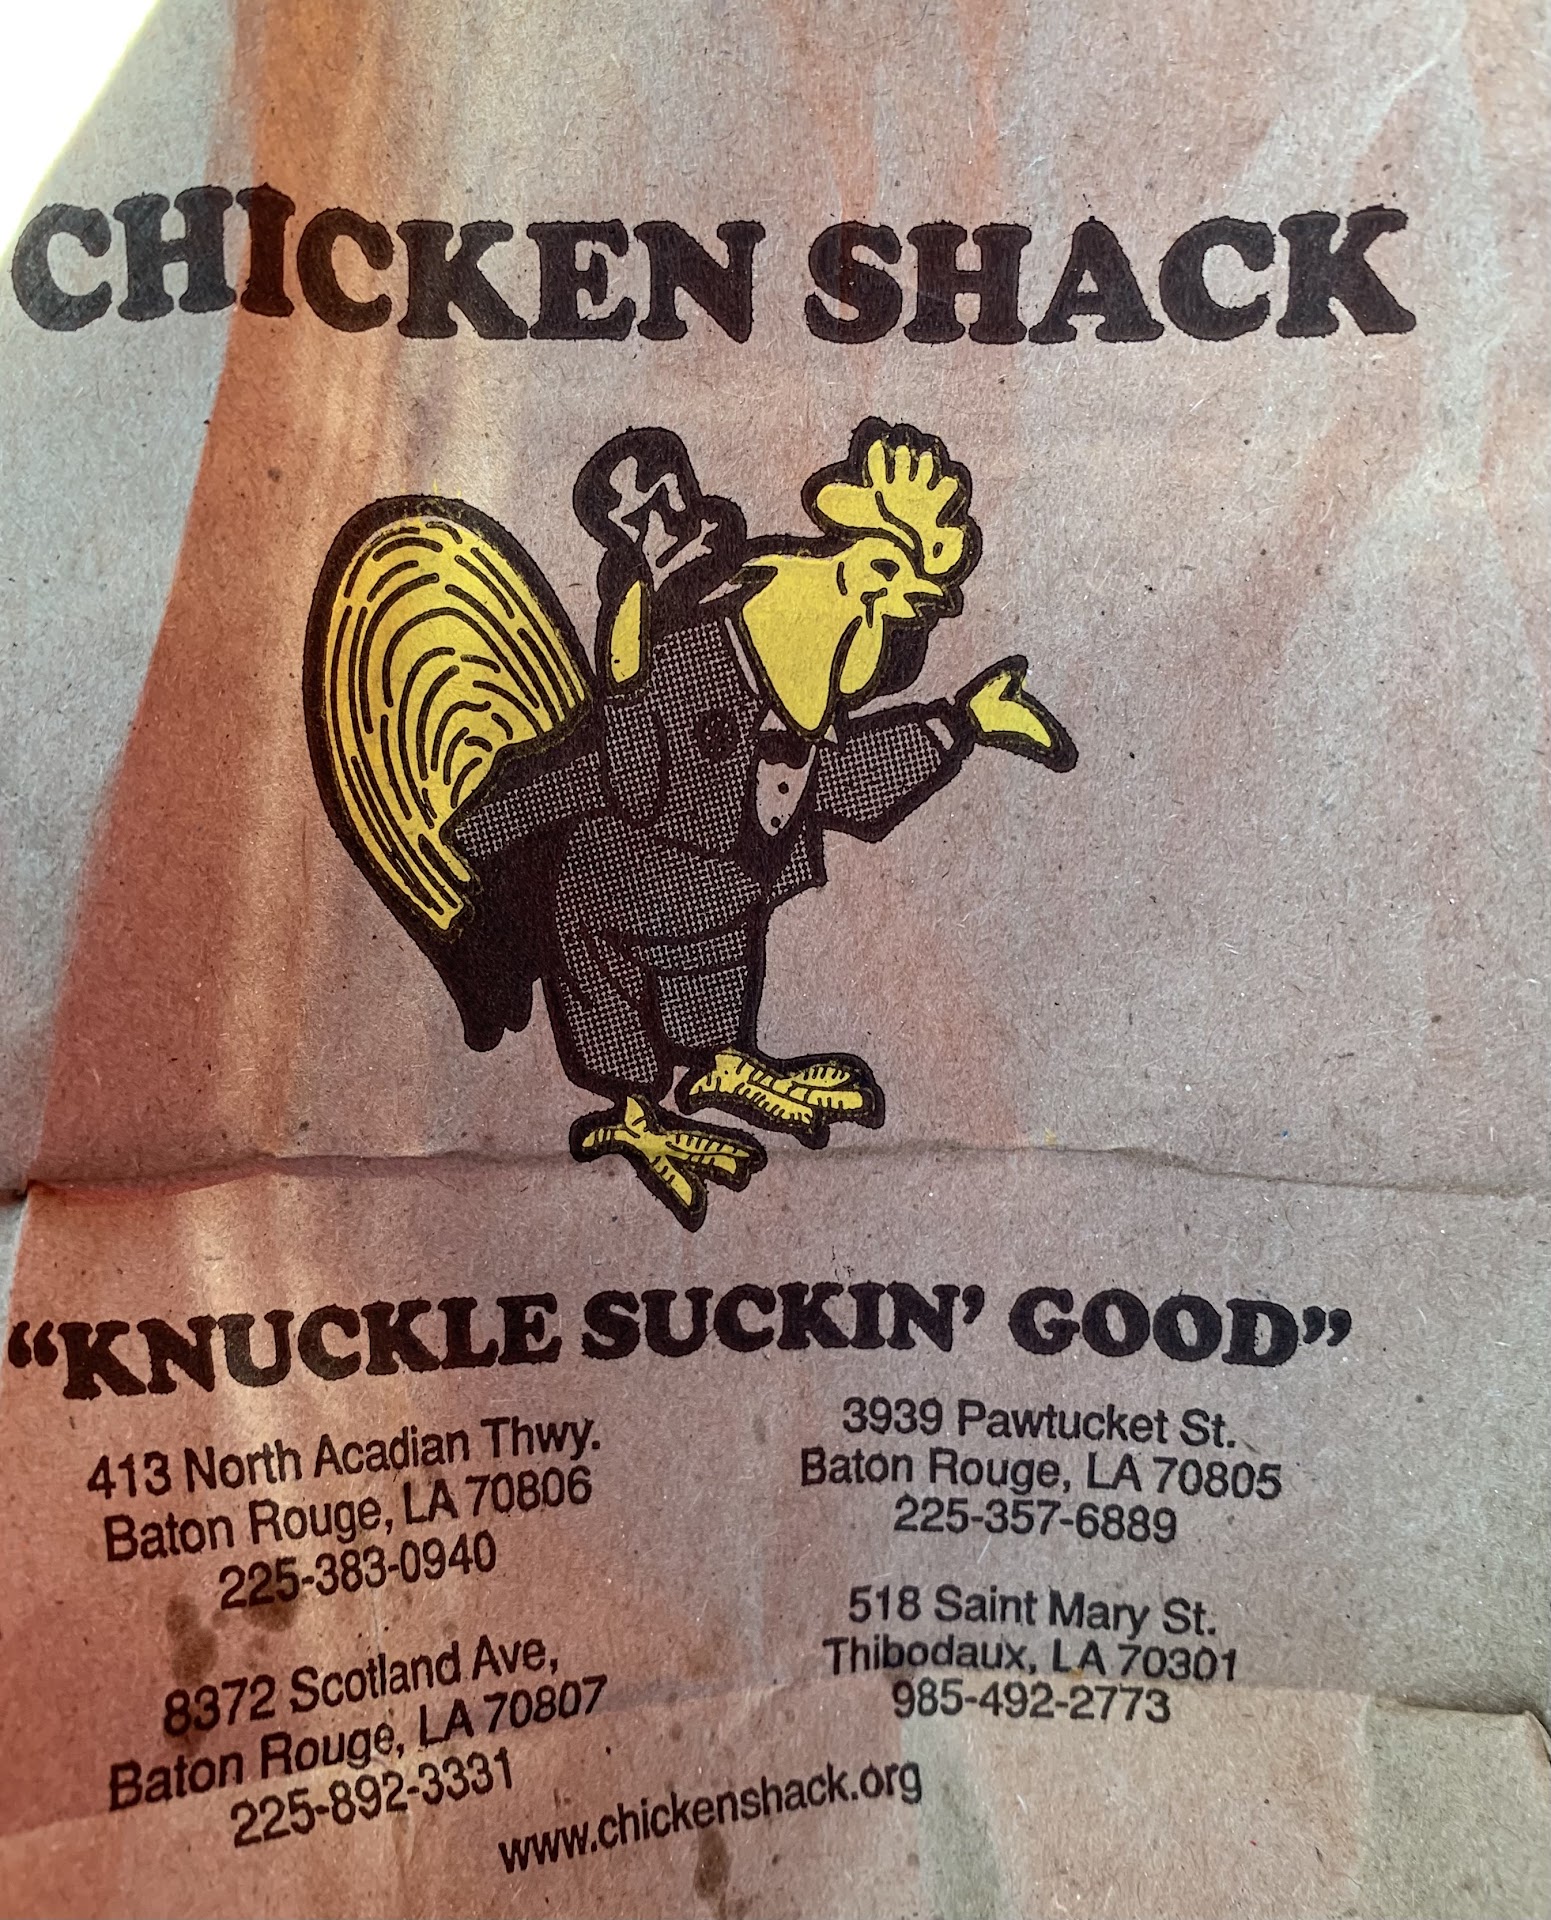 CHICKEN SHACK
“KNUCKLE SUCKIN’ GOOD”
413 North Acadian Thwy.
Baton Rouge, LA 70806
225-383-0940
3939 Pawtucket St.
Baton Rouge, LA 70805
225-357-6889
8372 Scotland Ave,
Baton Rouge, LA 70807
225-892-3331
518 Saint Mary St.
Thibodaux, LA 70301
985-492-2773
www.chickenshack.org